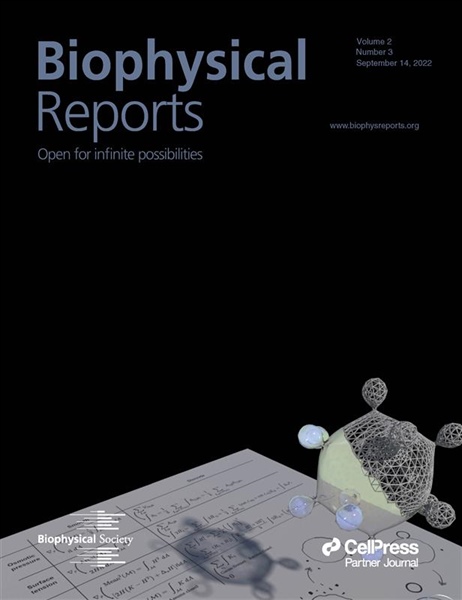 Biophysical
Reports
Open for infinite possibilities
Volume 2
Number 3
September 14, 2022
www.biophysreports.org
Osmotic
pressure
Surface
tension
Biophysical Society
CellPress
Partner Journal